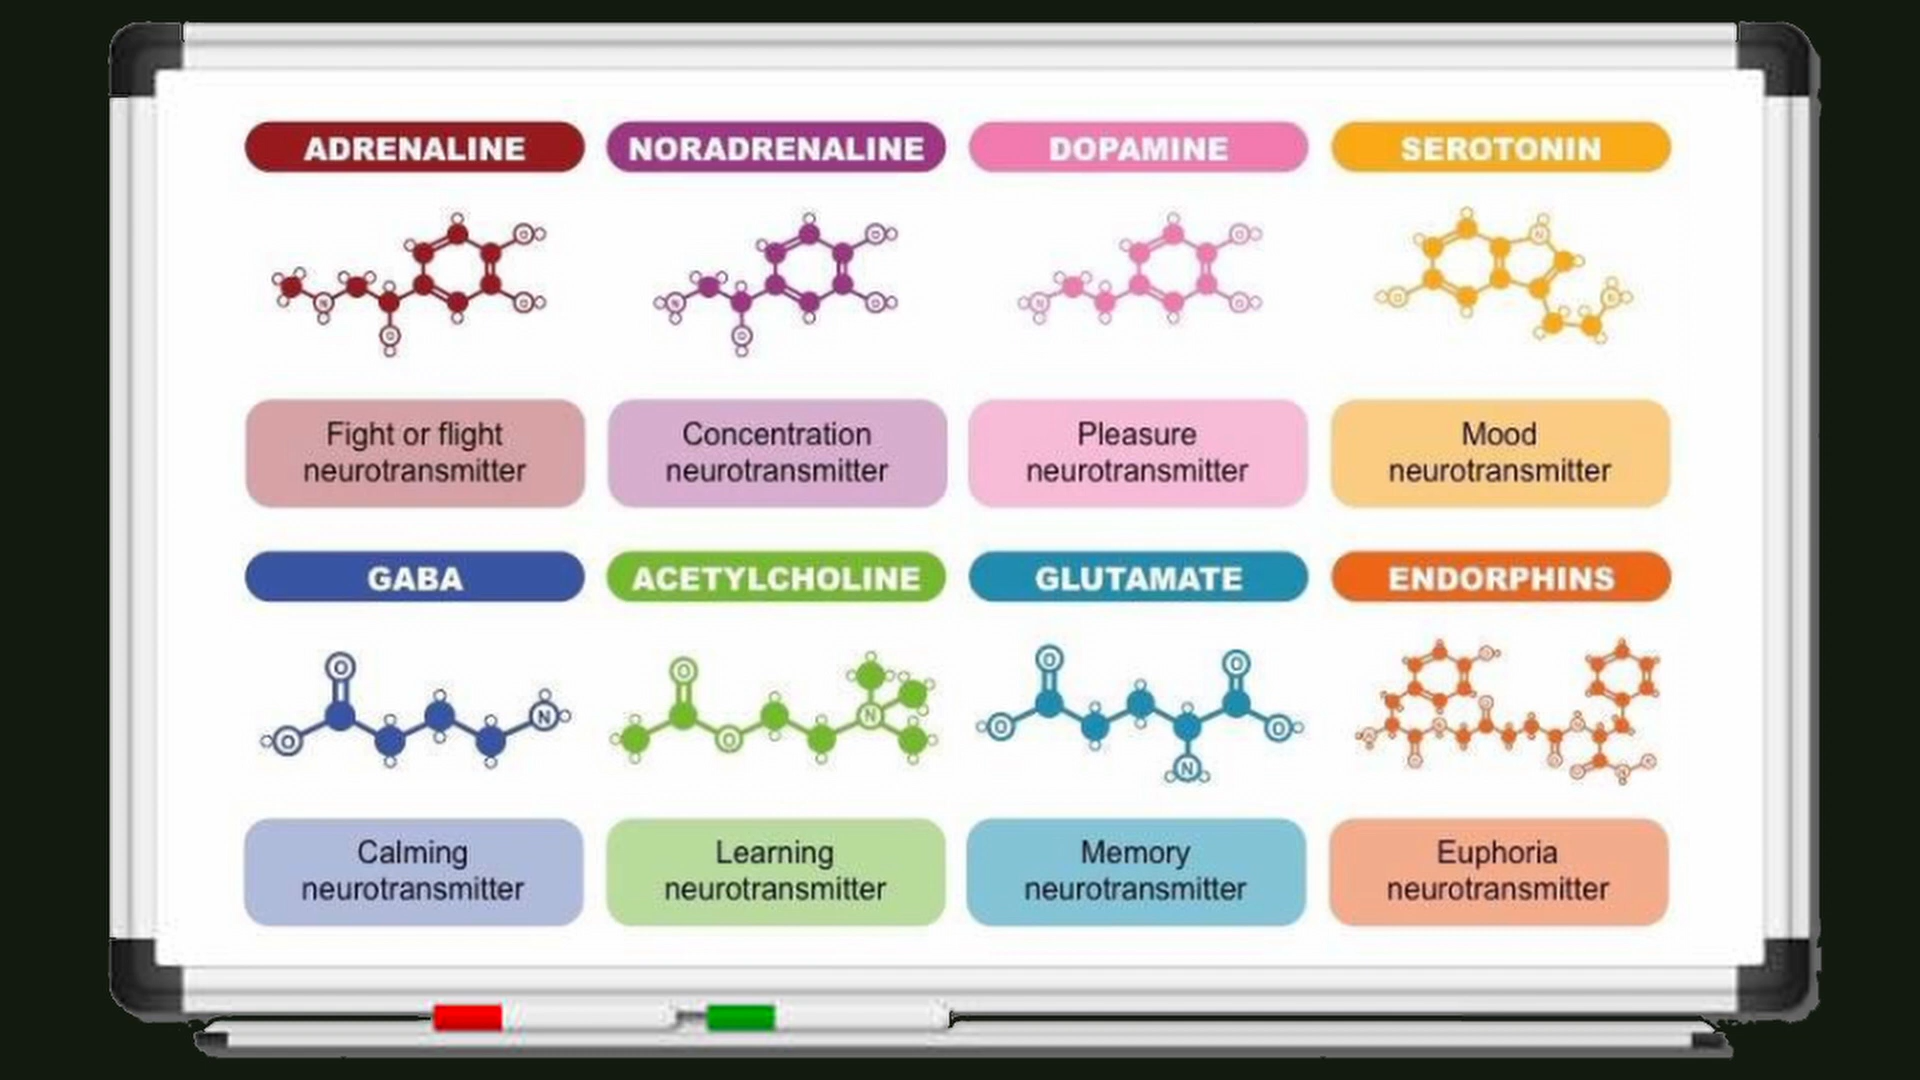 ADRENALINE
NORADRENALINE
DOPAMINE
SEROTONIN
Fight or flight
neurotransmitter
Concentration
neurotransmitter
Pleasure
neurotransmitter
Mood
neurotransmitter
GABA
ACETYLCHOLINE
GLUTAMATE
ENDORPHINS
Calming
neurotransmitter
Learning
neurotransmitter
Memory
neurotransmitter
Euphoria
neurotransmitter